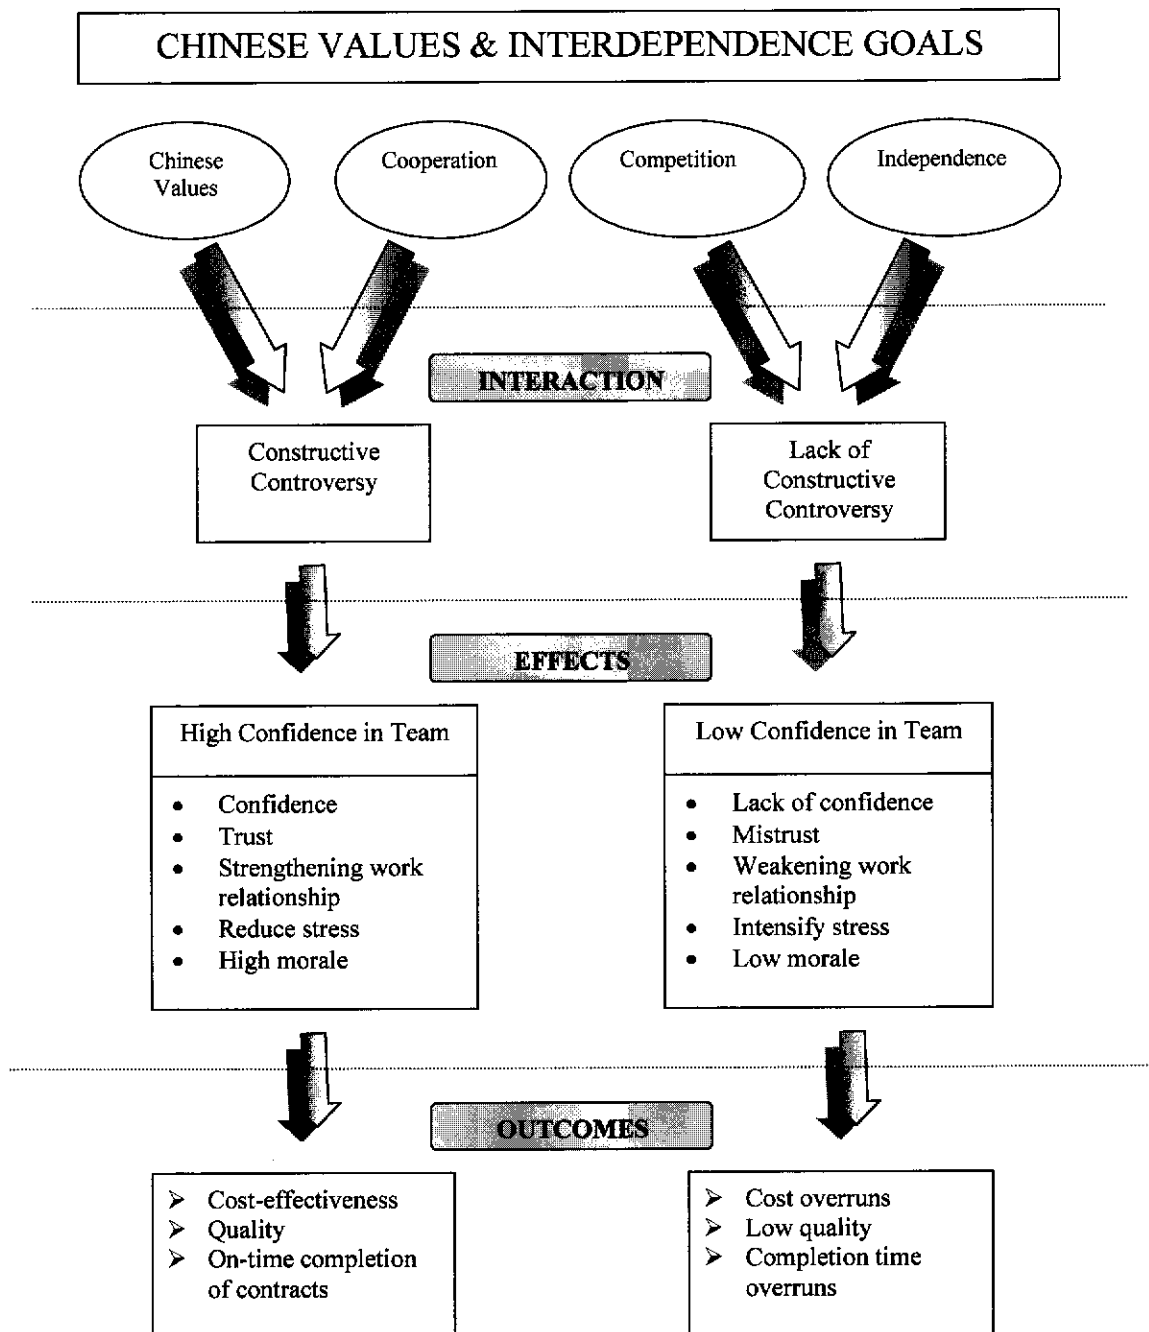 CHINESE VALUES & INTERDEPENDENCE GOALS
Chinese
Values
Cooperation
Competition
Independence
INTERACTION
Constructive
Controversy
Lack of
Constructive
Controversy
EFFECTS
High Confidence in Team
• Confidence
• Trust
• Strengthening work
relationship
• Reduce stress
• High morale
Low Confidence in Team
• Lack of confidence
• Mistrust
• Weakening work
relationship
• Intensify stress
• Low morale
OUTCOMES
➢ Cost-effectiveness
➢ Quality
➢ On-time completion
of contracts
➢ Cost overruns
➢ Low quality
➢ Completion time
overruns